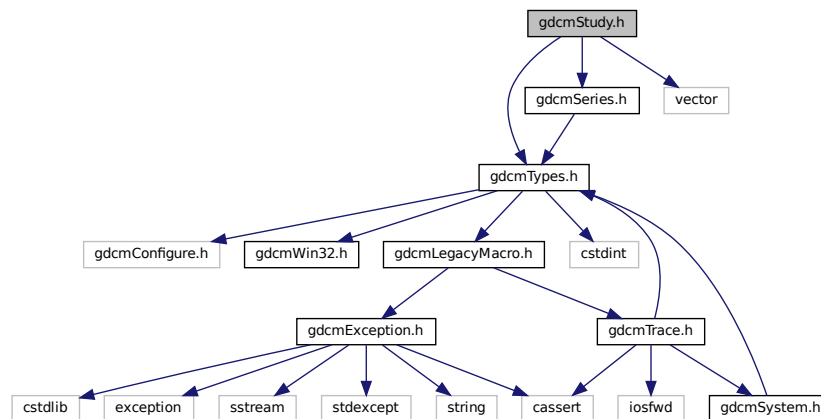 gdcmStudy.h
gdcmSeries.h
vector
gdcmTypes.h
gdcmConfigure.h
gdcmWin32.h
gdcmLegacyMacro.h
cstdint
gdcmException.h
gdcmTrace.h
cstdlib
exception
sstream
stdexcept
string
cassert
iosfwd
gdcmSystem.h